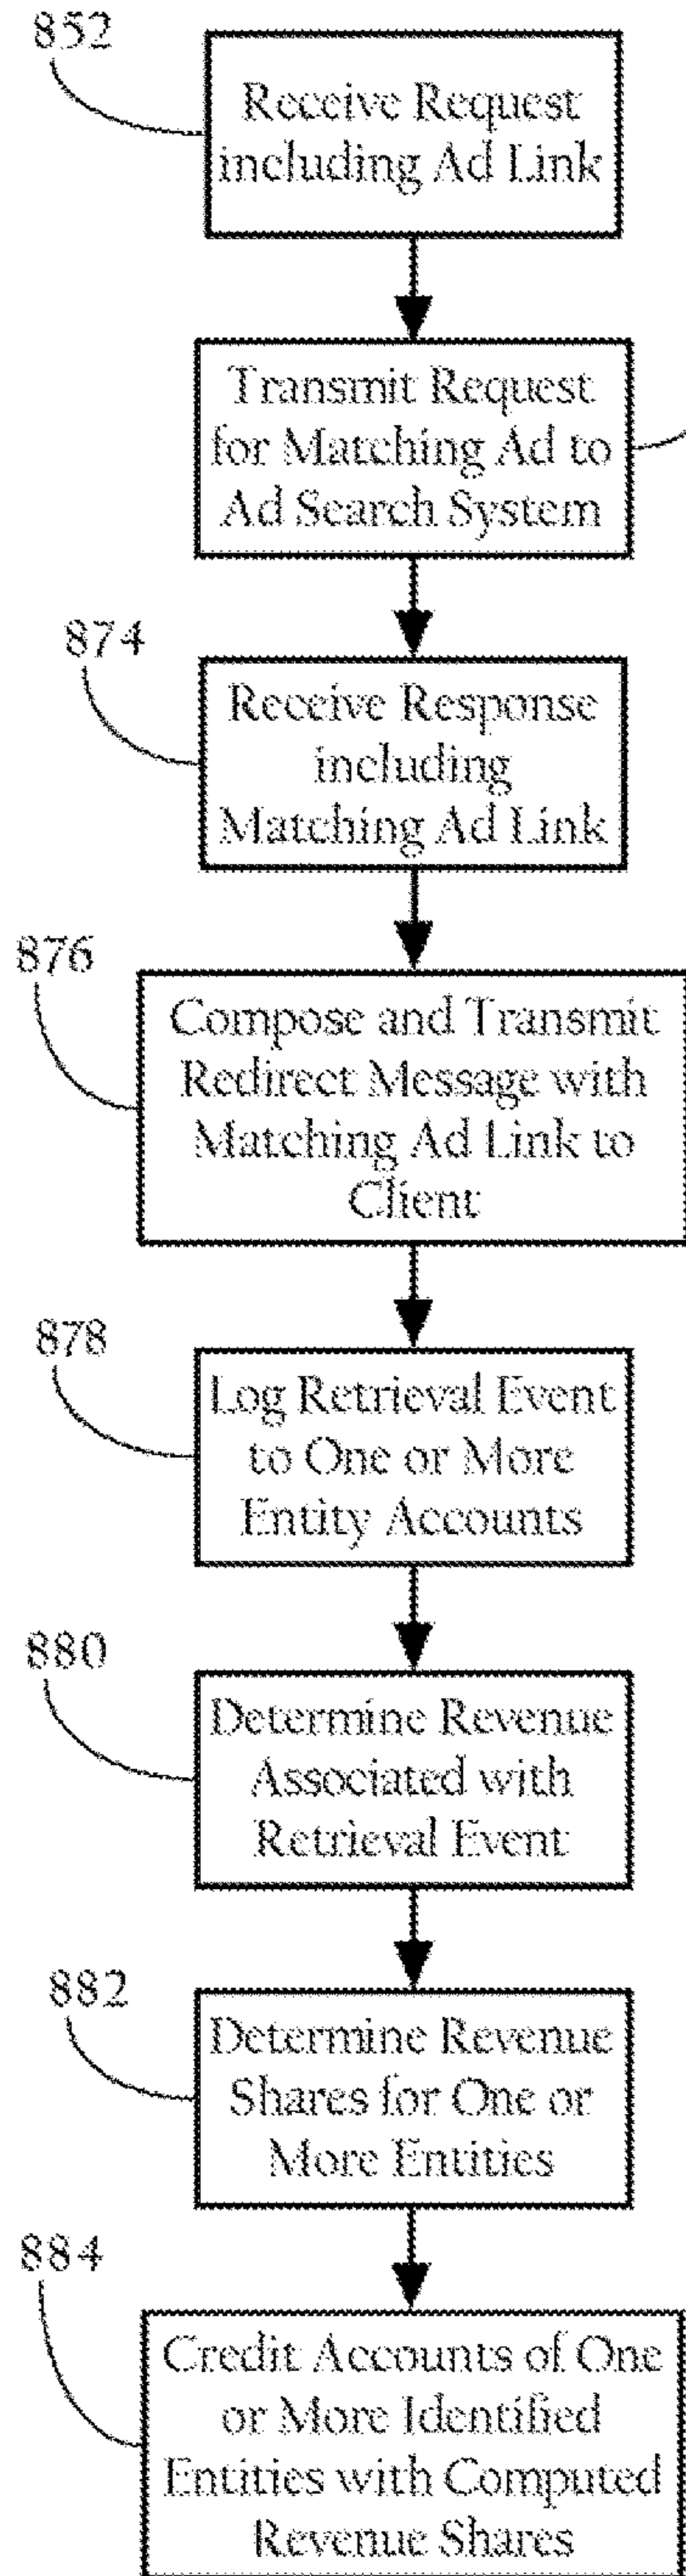 852
Receive Request
including Ad Link
Transmit Request
for Matching Ad to
Ad Search System
874
Receive Response
including
Matching Ad Link
876
Compose and Transmit
Redirect Message with
Matching Ad Link to
Client
878
Log Retrieval Event
to One or More
Entity Accounts
880
Determine Revenue
Associated with
Retrieval Event
882
Determine Revenue
Shares for One or
More Entities
884
Credit Accounts of One
or More Identified
Entities with Computed
Revenue Shares